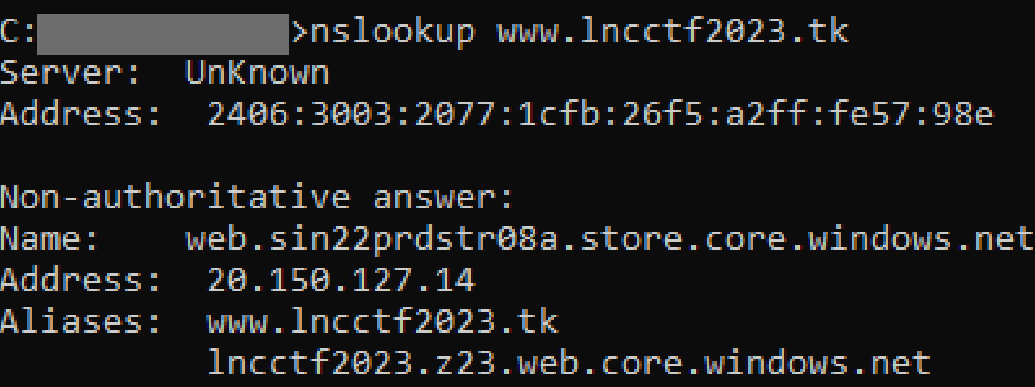 C:>nslookup www.lncctf2023.tk
Server:  UnKnown
Address:  2406:3003:2077:1cfb:26f5:a2ff:fe57:98e
Non-authoritative answer:
Name:    web.sin22prdstr08a.store.core.windows.net
Address:  20.150.127.14
Aliases:  www.lncctf2023.tk
lncctf2023.z23.web.core.windows.net